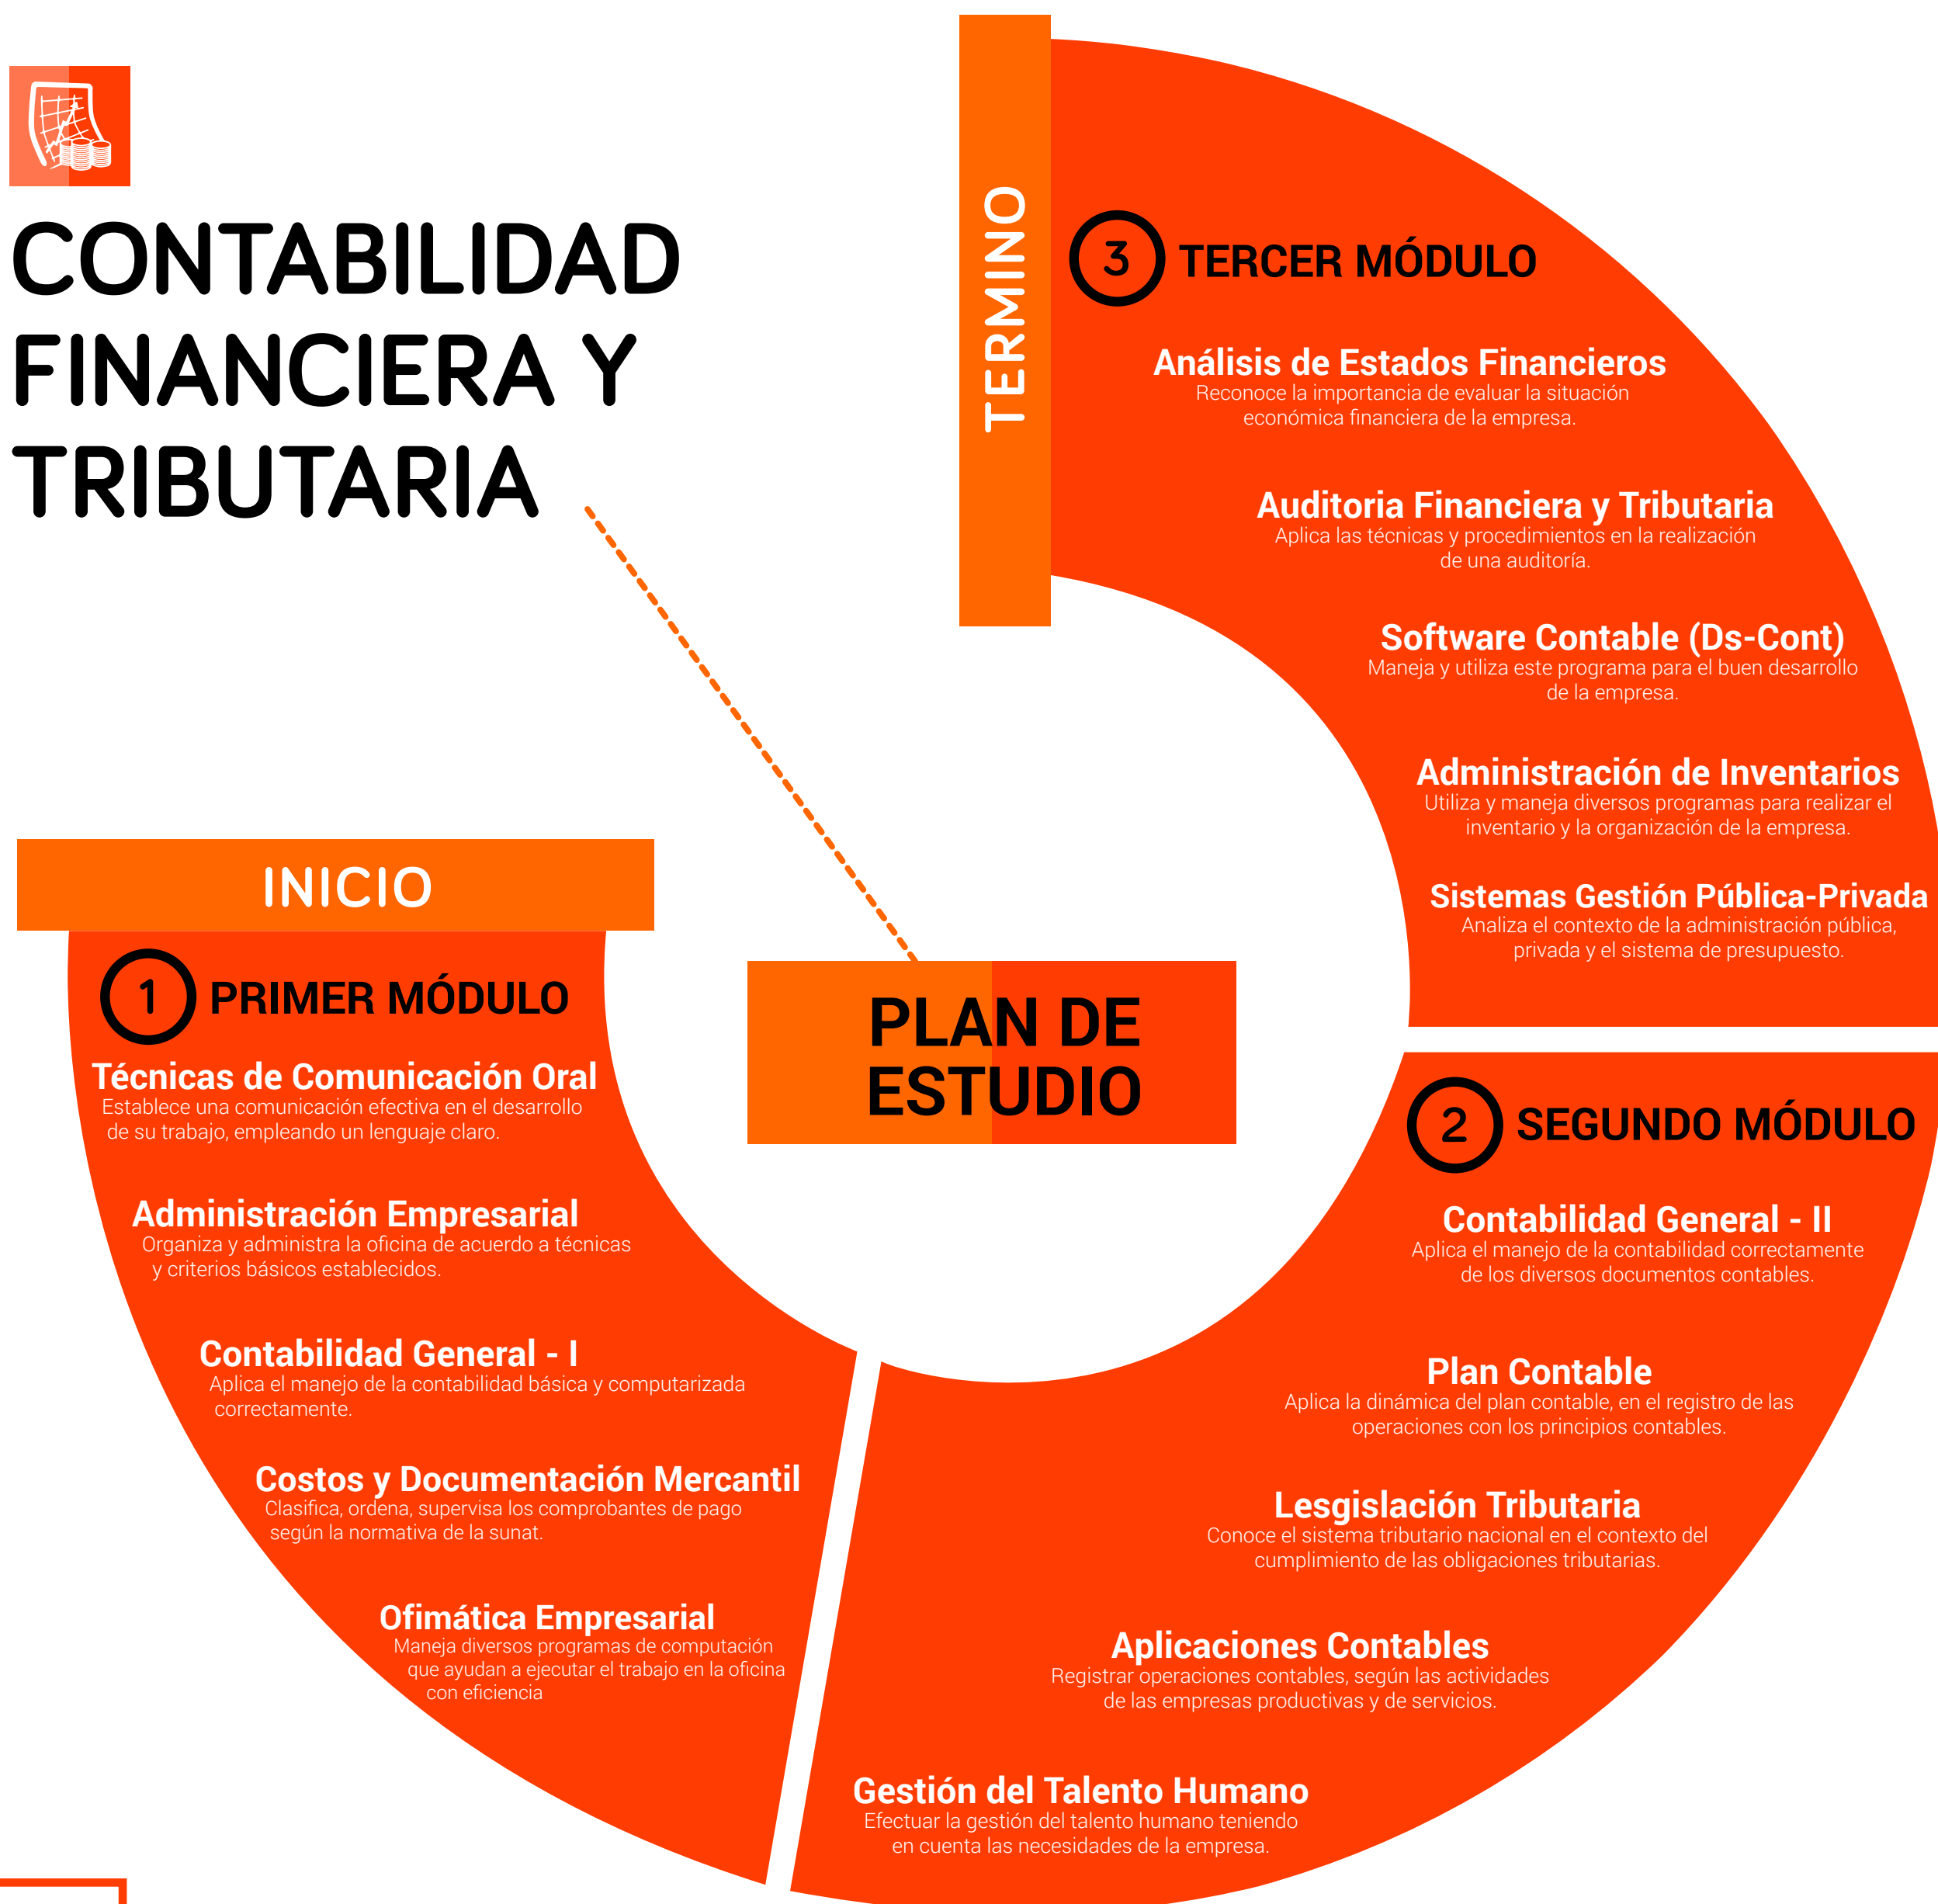 CONTABILIDAD
FINANCIERA Y
TRIBUTARIA
PLAN DE
ESTUDIO
INICIO
1 PRIMER MÓDULO
Técnicas de Comunicación Oral
Establece una comunicación efectiva en el desarrollo
de su trabajo, empleando un lenguaje claro.
Administración Empresarial
Organiza y administra la oficina de acuerdo a técnicas
y criterios básicos establecidos.
Contabilidad General - I
Aplica el manejo de la contabilidad básica y computarizada
correctamente.
Costos y Documentación Mercantil
Clasifica, ordena, supervisa los comprobantes de pago
según la normativa de la sunat.
Ofimática Empresarial
Maneja diversos programas de computación
que ayudan a ejecutar el trabajo en la oficina
con eficiencia
2 SEGUNDO MÓDULO
Contabilidad General - II
Aplica el manejo de la contabilidad correctamente
de los diversos documentos contables.
Plan Contable
Aplica la dinámica del plan contable, en el registro de las
operaciones con los principios contables.
Lesgislación Tributaria
Conoce el sistema tributario nacional en el contexto del
cumplimiento de las obligaciones tributarias.
Aplicaciones Contables
Registrar operaciones contables, según las actividades
de las empresas productivas y de servicios.
Gestión del Talento Humano
Efectuar la gestión del talento humano teniendo
en cuenta las necesidades de la empresa.
3 TERCER MÓDULO
Análisis de Estados Financieros
Reconoce la importancia de evaluar la situación
económica financiera de la empresa.
Auditoria Financiera y Tributaria
Aplica las técnicas y procedimientos en la realización
de una auditoría.
Software Contable (Ds-Cont)
Maneja y utiliza este programa para el buen desarrollo
de la empresa.
Administración de Inventarios
Utiliza y maneja diversos programas para realizar el
inventario y la organización de la empresa.
Sistemas Gestión Pública-Privada
Analiza el contexto de la administración pública,
privada y el sistema de presupuesto.
TERMINO